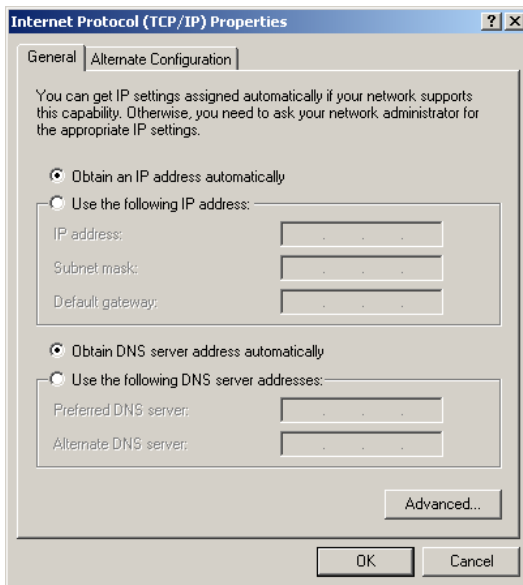 Internet Protocol (TCP/IP) Properties
General
Alternate Configuration
You can get IP settings assigned automatically if your network supports
this capability. Otherwise, you need to ask your network administrator for
the appropriate IP settings.
Obtain an IP address automatically
Use the following IP address:
IP address:
Subnet mask:
Default gateway:
Obtain DNS server address automatically
Use the following DNS server addresses:
Preferred DNS server:
Alternate DNS server:
Advanced...
OK
Cancel